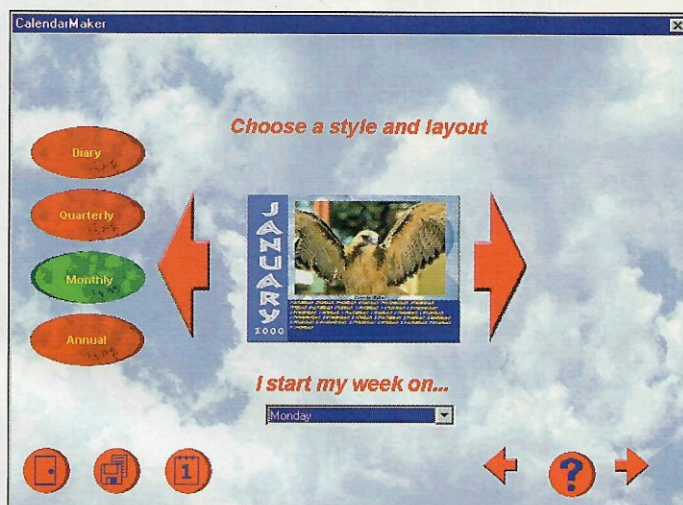 CalendarMaker
Choose a style and layout
Diary
Quarterly
Monthly
Annual
JANUARY
2000
I start my week on...
Monday
1
?